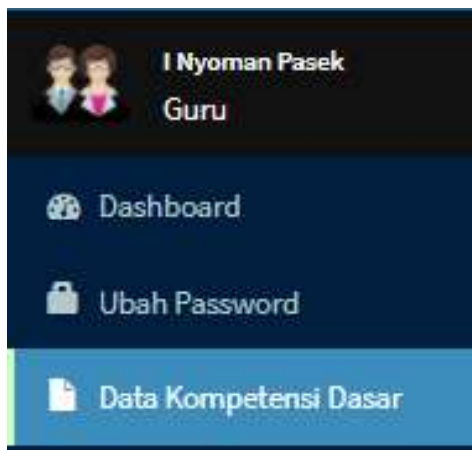 I Nyoman Pasek
Guru
Dashboard
Ubah Password
Data Kompetensi Dasar